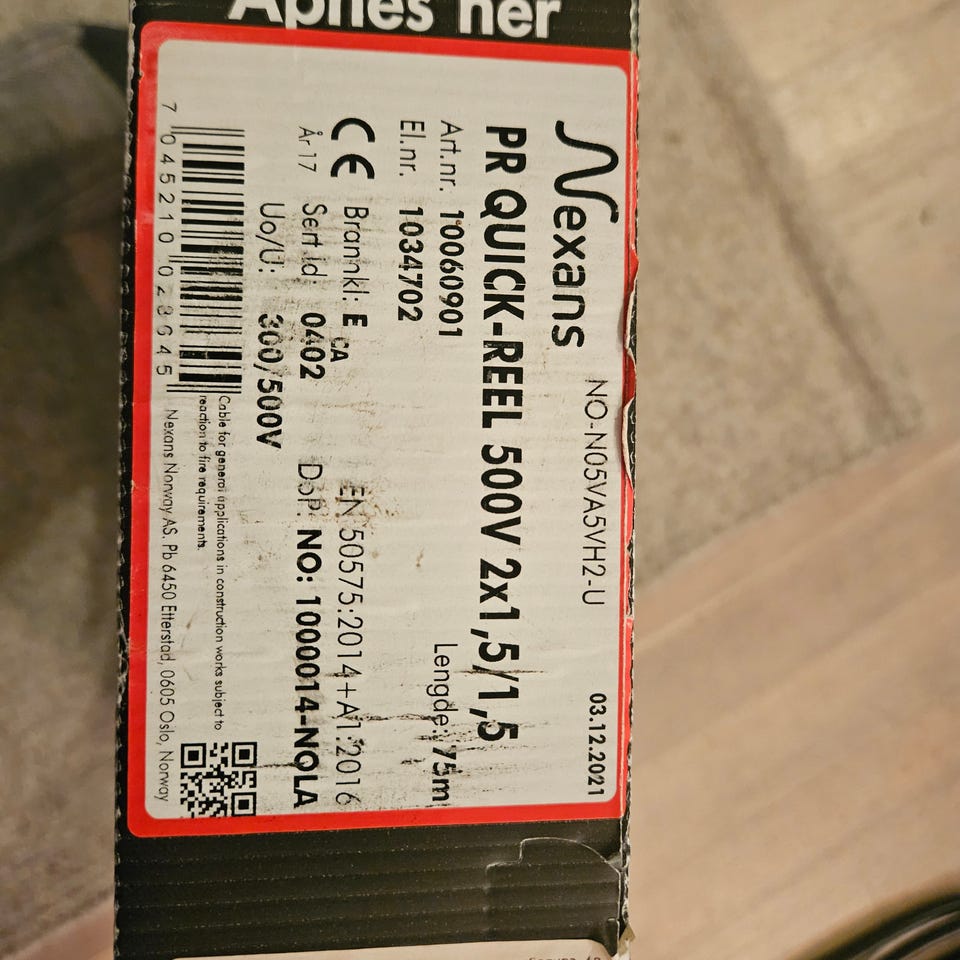 Åpnes her
Nexans NO-N05VA5VH2-U 03.12.2021
PR QUICK-REEL 500V 2x1,5/1,5
Art.nr. 10060901 Lengde: 75m
El.nr. 1034702
CE Brannkl: E CA EN 50575:2014+A1:2016
År 17 Sert id: 0402 DoP: NO: 1000014-NOLA
Uo/U: 300/500V
Cable for general applications in construction works subject to
reaction to fire requirements.
7 045210 028645 Nexans Norway AS. Pb 6450 Etterstad, 0605 Oslo, Norway